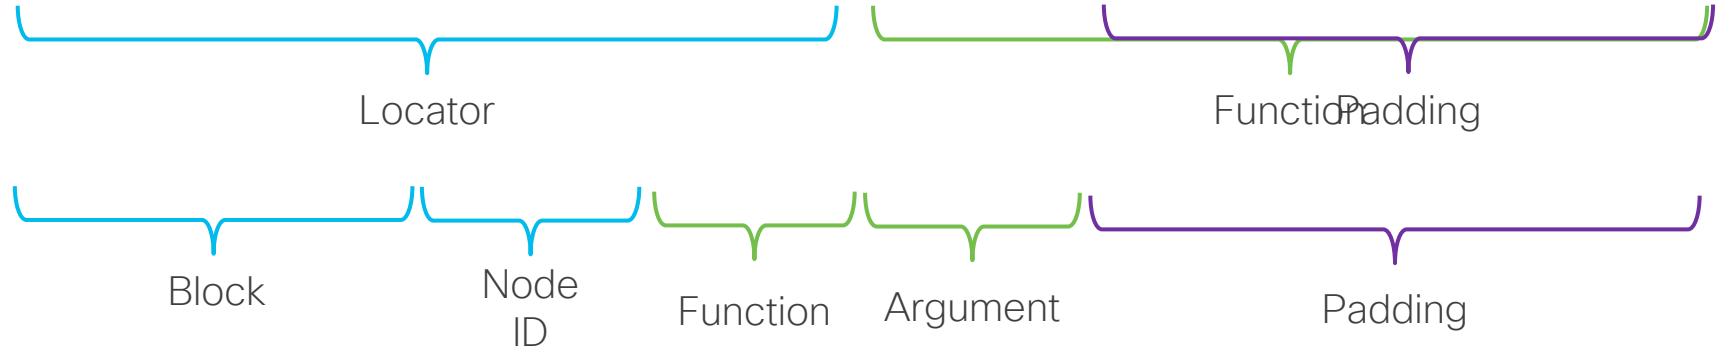 Locator
Function
Padding
Block
Node
ID
Function
Argument
Padding